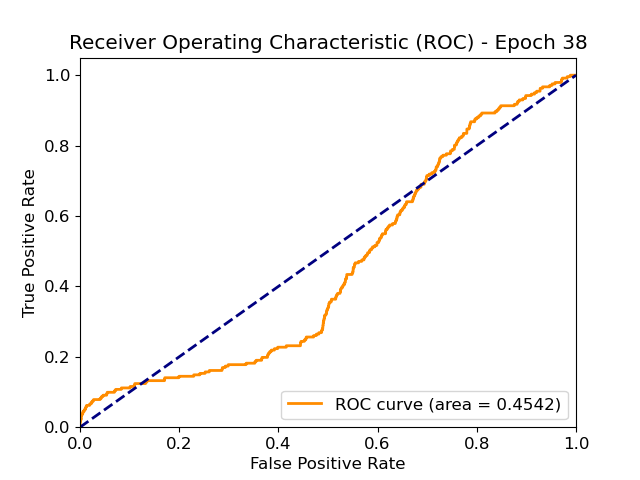 Receiver Operating Characteristic (ROC) - Epoch 38
1.0
0.8
0.6
0.4
0.2
0.0
True Positive Rate
ROC curve (area = 0.4542)
0.0 0.2 0.4 0.6 0.8 1.0
False Positive Rate